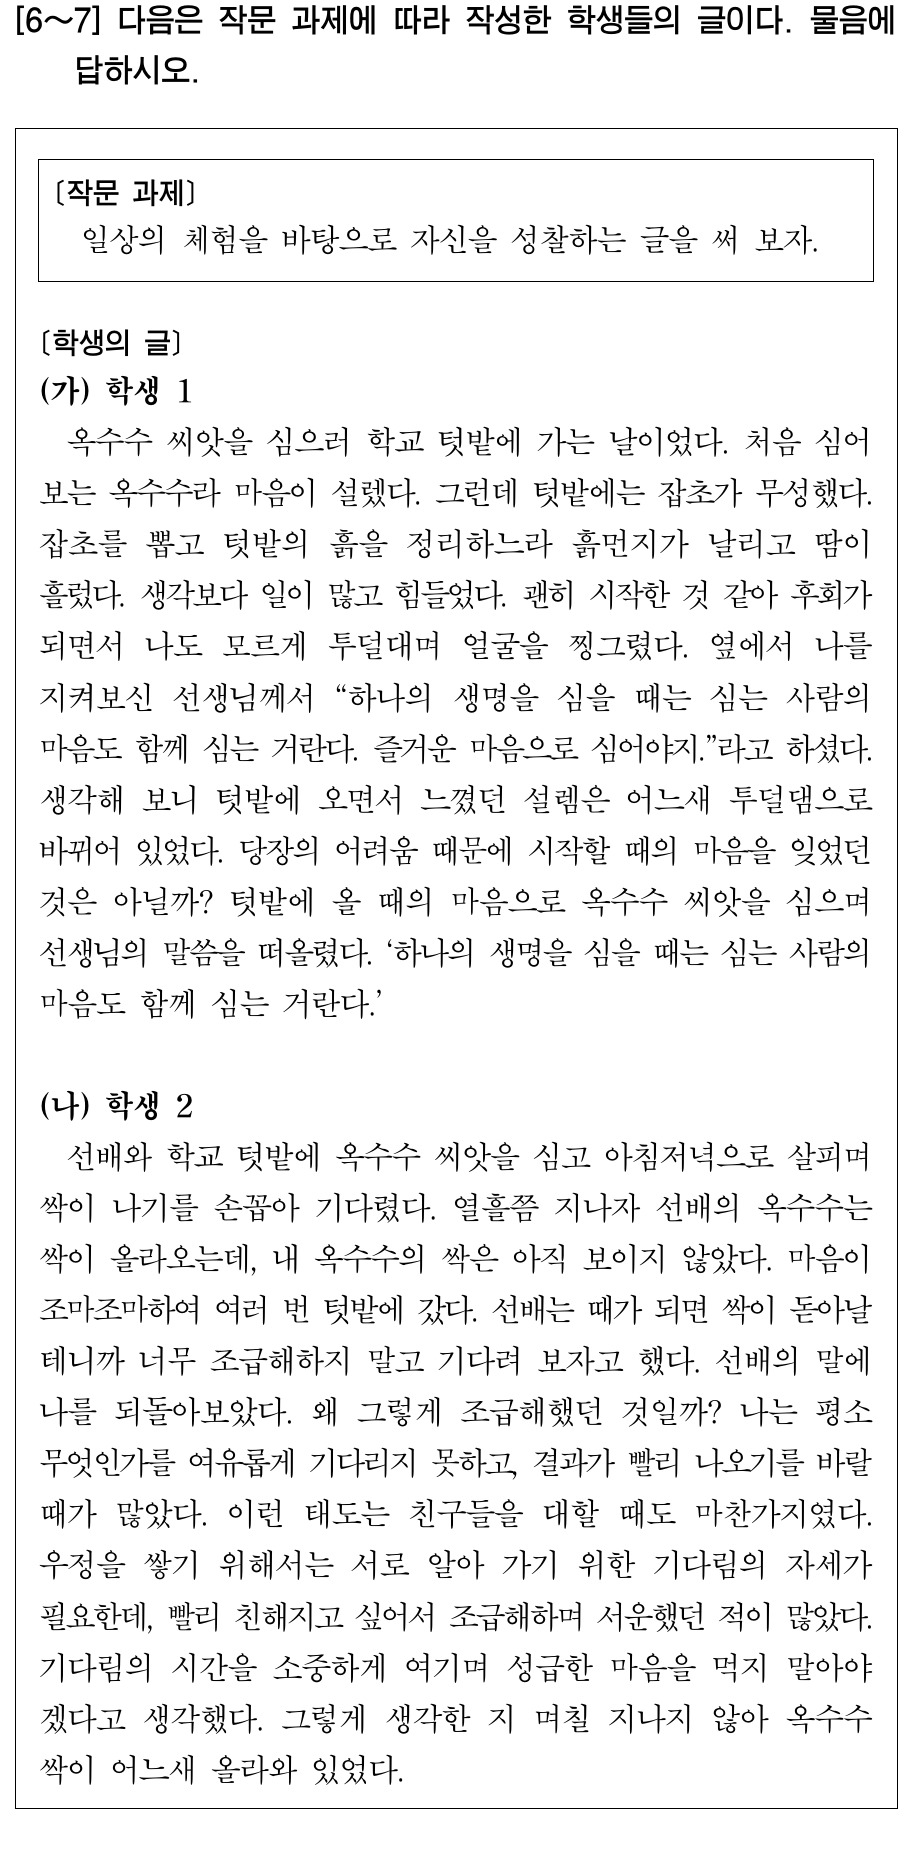 [6～7] 다음은 작문 과제에 따라 작성한 학생들의 글이다. 물음에
답하시오.
〔작문 과제〕
일상의 체험을 바탕으로 자신을 성찰하는 글을 써 보자.
〔학생의 글〕
(가) 학생 1
옥수수 씨앗을 심으러 학교 텃밭에 가는 날이었다. 처음 심어
보는 옥수수라 마음이 설렜다. 그런데 텃밭에는 잡초가 무성했다.
잡초를 뽑고 텃밭의 흙을 정리하느라 흙먼지가 날리고 땀이
흘렀다. 생각보다 일이 많고 힘들었다. 괜히 시작한 것 같아 후회가
되면서 나도 모르게 투덜대며 얼굴을 찡그렸다. 옆에서 나를
지켜보신 선생님께서 “하나의 생명을 심을 때는 심는 사람의
마음도 함께 심는 거란다. 즐거운 마음으로 심어야지.”라고 하셨다.
생각해 보니 텃밭에 오면서 느꼈던 설렘은 어느새 투덜댐으로
바뀌어 있었다. 당장의 어려움 때문에 시작할 때의 마음을 잊었던
것은 아닐까? 텃밭에 올 때의 마음으로 옥수수 씨앗을 심으며
선생님의 말씀을 떠올렸다. ‘하나의 생명을 심을 때는 심는 사람의
마음도 함께 심는 거란다.’
(나) 학생 2
선배와 학교 텃밭에 옥수수 씨앗을 심고 아침저녁으로 살피며
싹이 나기를 손꼽아 기다렸다. 열흘쯤 지나자 선배의 옥수수는
싹이 올라오는데, 내 옥수수의 싹은 아직 보이지 않았다. 마음이
조마조마하여 여러 번 텃밭에 갔다. 선배는 때가 되면 싹이 돋아날
테니까 너무 조급해하지 말고 기다려 보자고 했다. 선배의 말에
나를 되돌아보았다. 왜 그렇게 조급해했던 것일까? 나는 평소
무엇인가를 여유롭게 기다리지 못하고, 결과가 빨리 나오기를 바랄
때가 많았다. 이런 태도는 친구들을 대할 때도 마찬가지였다.
우정을 쌓기 위해서는 서로 알아 가기 위한 기다림의 자세가
필요한데, 빨리 친해지고 싶어서 조급해하며 서운했던 적이 많았다.
기다림의 시간을 소중하게 여기며 성급한 마음을 먹지 말아야
겠다고 생각했다. 그렇게 생각한 지 며칠 지나지 않아 옥수수
싹이 어느새 올라와 있었다.